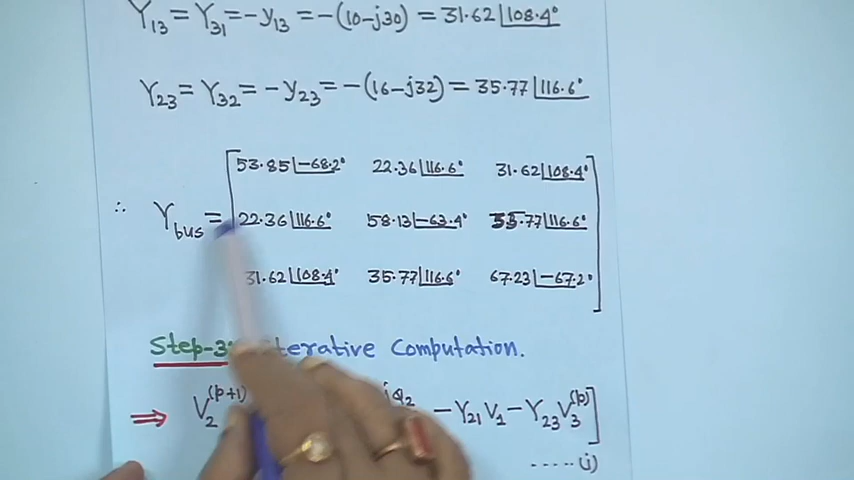 Y13 = Y31 = -y13 = -(10-j30) = 31.62∠108.4°
Y23 = Y32 = -y23 = -(16-j32) = 35.77∠116.6°
53.85∠-68.2° 22.36∠116.6° 31.62∠108.4°
∴ Ybus = 22.36∠116.6° 58.13∠-63.4° 35.77∠116.6°
31.62∠108.4° 35.77∠116.6° 67.23∠-67.2°
Step-3: Iterative Computation.
⇒ V2^(p+1) - Y21 V1 - Y23 V3^(p)]
.....(i)